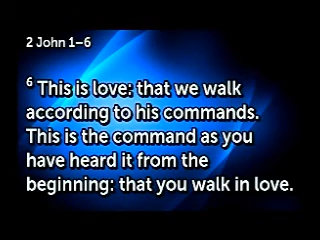 2 John 1–6
6 This is love: that we walk
according to his commands.
This is the command as you
have heard it from the
beginning: that you walk in love.